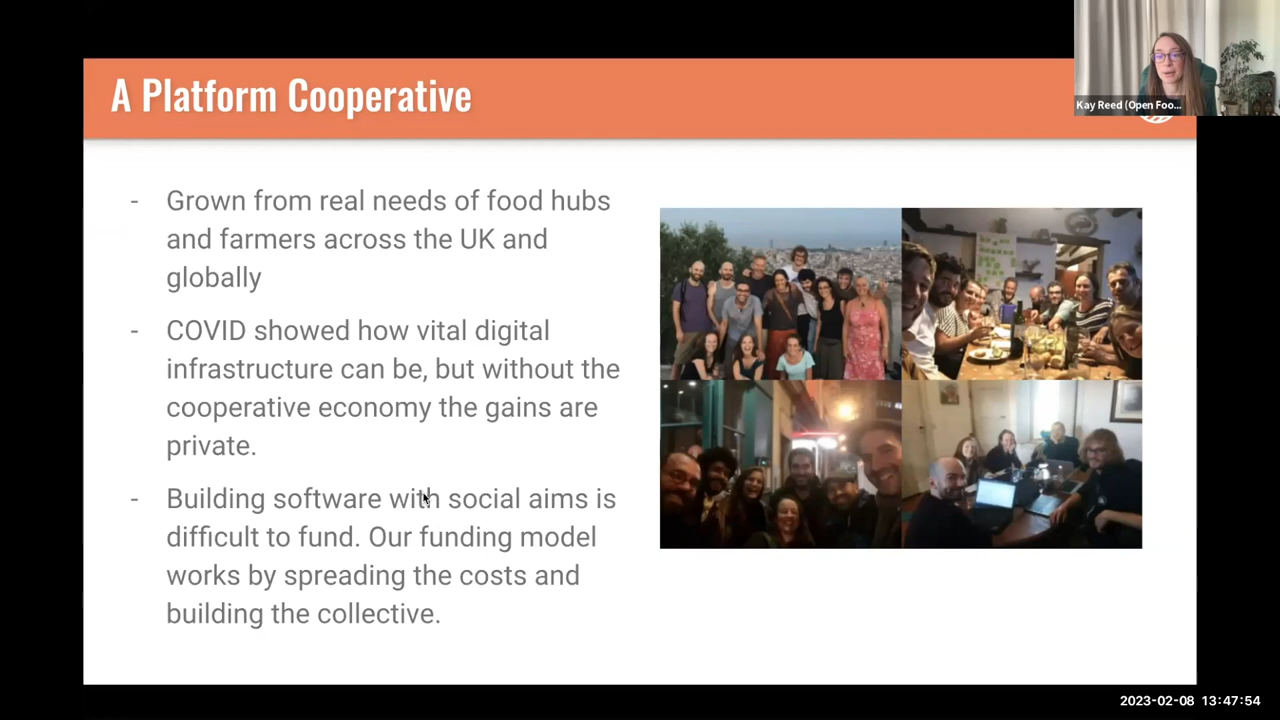 A Platform Cooperative
Kay Reed (Open Foo...
- Grown from real needs of food hubs
and farmers across the UK and
globally
- COVID showed how vital digital
infrastructure can be, but without the
cooperative economy the gains are
private.
- Building software with social aims is
difficult to fund. Our funding model
works by spreading the costs and
building the collective.
2023-02-08 13:47:54